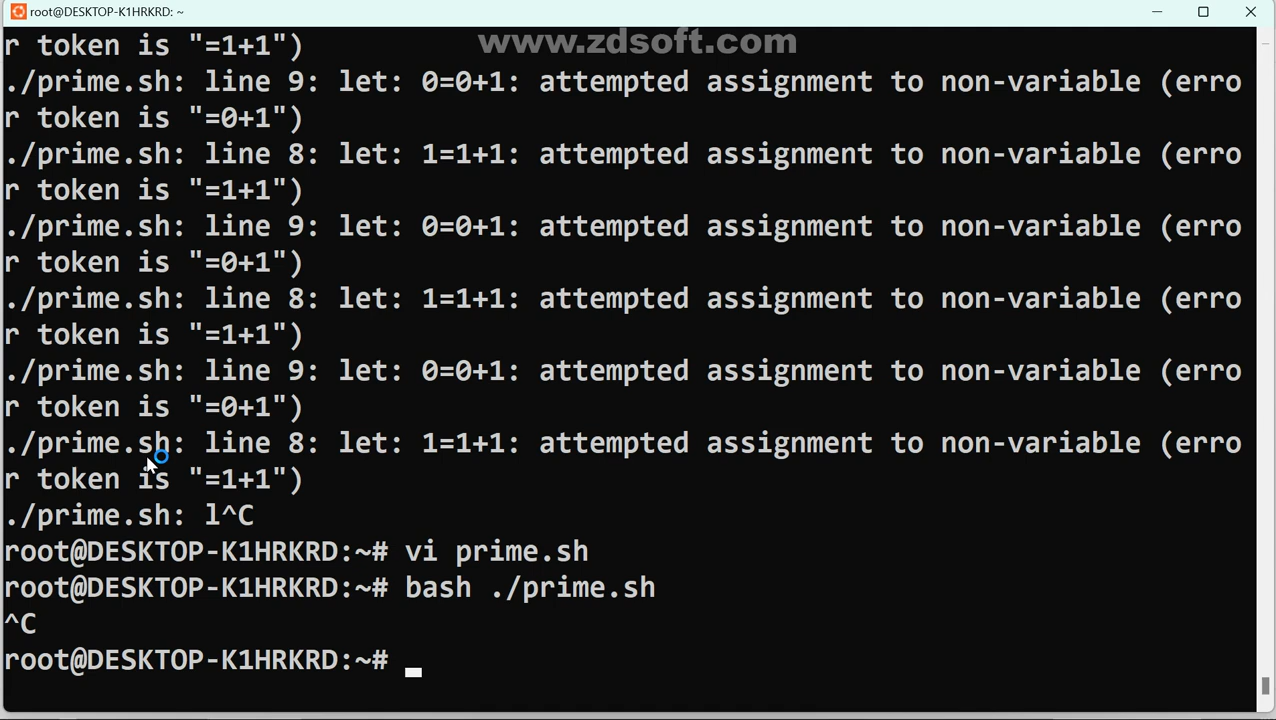 root@DESKTOP-K1HRKRD: ~
www.zdsoft.com
r token is "=1+1")
./prime.sh: line 9: let: 0=0+1: attempted assignment to non-variable (erro
r token is "=0+1")
./prime.sh: line 8: let: 1=1+1: attempted assignment to non-variable (erro
r token is "=1+1")
./prime.sh: line 9: let: 0=0+1: attempted assignment to non-variable (erro
r token is "=0+1")
./prime.sh: line 8: let: 1=1+1: attempted assignment to non-variable (erro
r token is "=1+1")
./prime.sh: line 9: let: 0=0+1: attempted assignment to non-variable (erro
r token is "=0+1")
./prime.sh: line 8: let: 1=1+1: attempted assignment to non-variable (erro
r token is "=1+1")
./prime.sh: l^C
root@DESKTOP-K1HRKRD:~# vi prime.sh
root@DESKTOP-K1HRKRD:~# bash ./prime.sh
^C
root@DESKTOP-K1HRKRD:~#